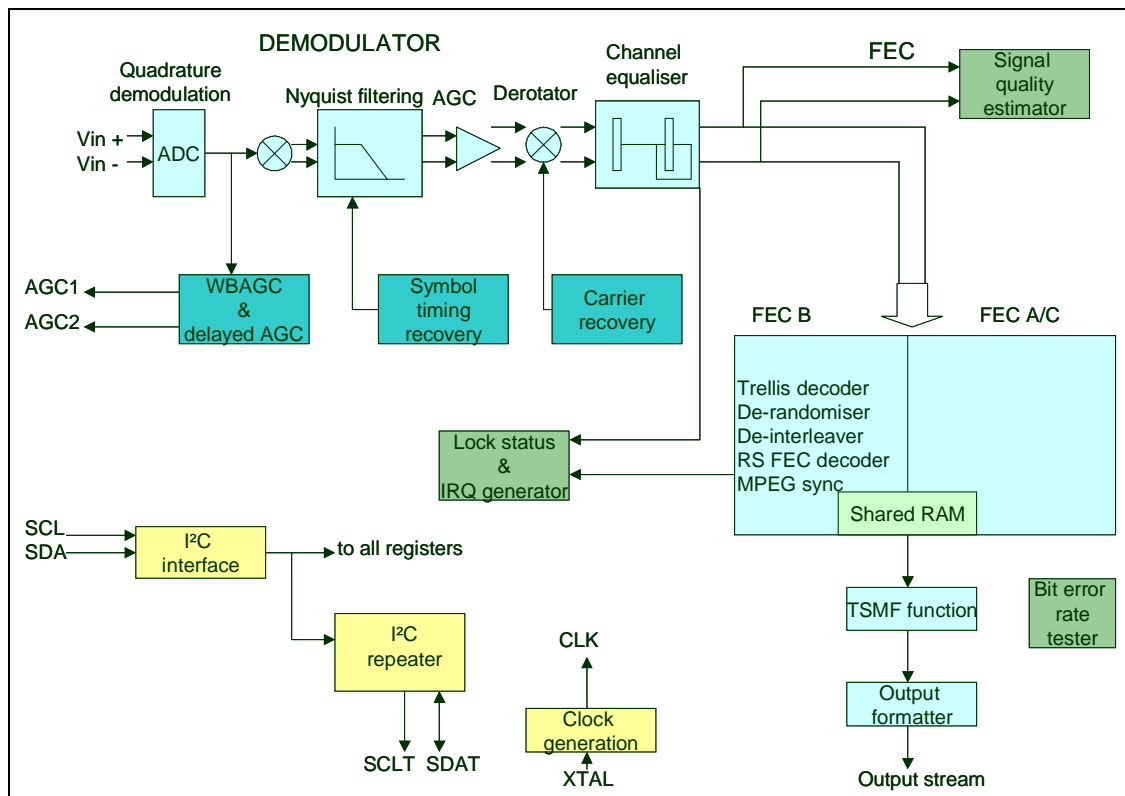 DEMODULATOR
Channel
equaliser
FEC
Signal
quality
estimator
Quadrature
demodulation
Nyquist filtering
AGC
Derotator
Vin +
Vin -
ADC
AGC1
AGC2
WBAGC
&
delayed AGC
Symbol
timing
recovery
Carrier
recovery
FEC B
FEC A/C
Trellis decoder
De-randomiser
De-interleaver
RS FEC decoder
MPEG sync
Shared RAM
Lock status
&
IRQ generator
SCL
SDA
I²C
interface
to all registers
I²C
repeater
SCLT
SDAT
CLK
Clock
generation
XTAL
TSMF function
Output
formatter
Output stream
Bit error
rate
tester